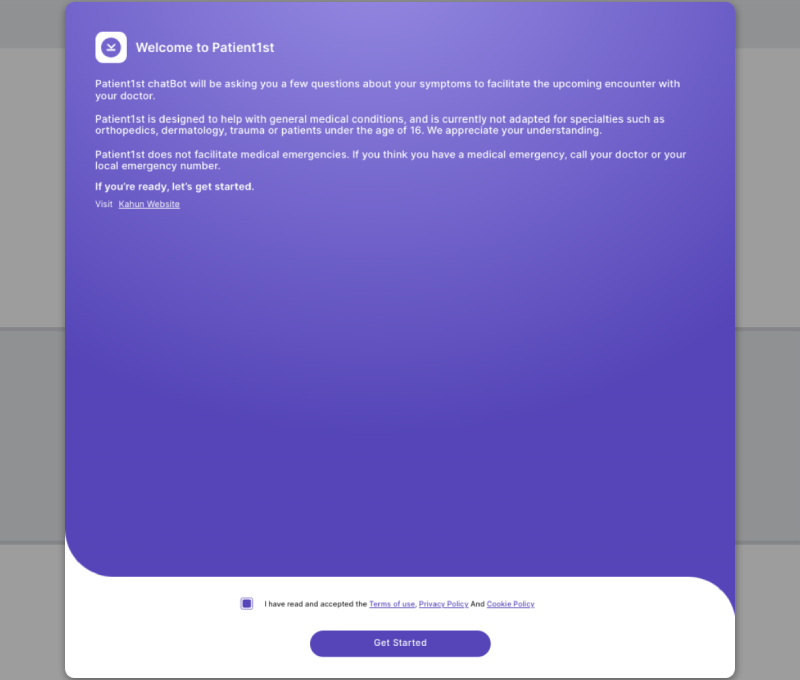 Welcome to Patient1st
Patient1st chatBot will be asking you a few questions about your symptoms to facilitate the upcoming encounter with
your doctor.
Patient1st is designed to help with general medical conditions, and is currently not adapted for specialties such as
orthopedics, dermatology, trauma or patients under the age of 16. We appreciate your understanding.
Patient1st does not facilitate medical emergencies. If you think you have a medical emergency, call your doctor or your
local emergency number.
If you're ready, let's get started.
Visit Kahun Website
I have read and accepted the Terms of use, Privacy Policy And Cookie Policy
Get Started